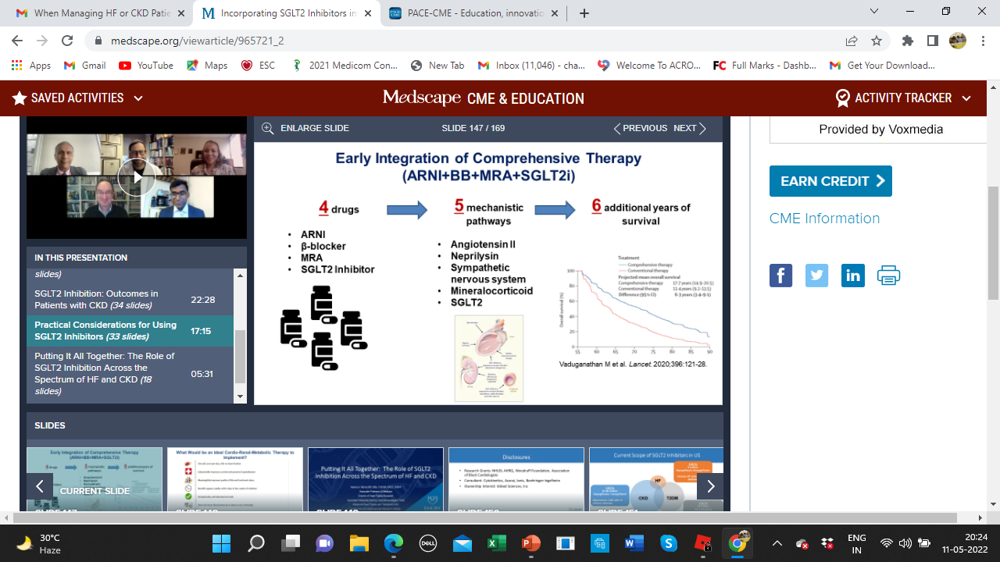 When Managing HF or CKD Patie
Incorporating SGLT2 Inhibitors in
PACE-CME - Education, innovatio
medscape.org/viewarticle/965721_2
Apps
Gmail
YouTube
Maps
ESC
2021 Medicom Con...
New Tab
Inbox (11,046) - cha...
Welcome To ACRO...
FC Full Marks - Dashb...
Get Your Download...
SAVED ACTIVITIES
Medscape CME & EDUCATION
ACTIVITY TRACKER
ENLARGE SLIDE
SLIDE 147 / 169
PREVIOUS NEXT
Early Integration of Comprehensive Therapy
(ARNI+BB+MRA+SGLT2i)
4 drugs
• ARNI
• β-blocker
• MRA
• SGLT2 Inhibitor
5 mechanistic
pathways
• Angiotensin II
• Neprilysin
• Sympathetic
nervous system
• Mineralocorticoid
• SGLT2
6 additional years of
survival
Treatment
Comprehensive therapy
Conventional therapy
Projected mean overall survival
Comprehensive therapy 17·7 years (14·9-20·5)
Conventional therapy 11·4 years (9·2-13·5)
Difference (95% CI) 6·3 years (3·4-9·1)
Overall survival (%)
100
80
60
40
20
0
55 60 65 70 75 80 85 90
Vaduganathan M et al. Lancet. 2020;396:121-28.
IN THIS PRESENTATION
slides)
SGLT2 Inhibitors Outcomes in
Patients with CKD (34 slides)
22:28
Practical Considerations for Using
SGLT2 Inhibitors (33 slides)
17:15
Putting It All Together: The Role of
SGLT2 Inhibition Across the
Spectrum of HF and CKD (18
slides)
05:31
Provided by Voxmedia
EARN CREDIT
CME Information
SLIDES
Early Integration of Comprehensive Therapy
(ARNI+BB+MRA+SGLT2i)
CURRENT SLIDE
What Would be an Ideal Cardio-Renal-Metabolic Therapy to
Implement?
Putting It All Together: The Role of SGLT2
Inhibition Across the Spectrum of HF and CKD
Disclosures
• Research Grants: NHLBI, AHRQ, Woodruff Foundation, Association
of Black Cardiologists
• Consultant: Cytokinetics, Amarin, Ionis, Boehringer Ingelheim
Current Scope of SGLT2 Inhibitors in US
HF
CKD
T2DM
30°C
ENG
IN
20:24
11-05-2022